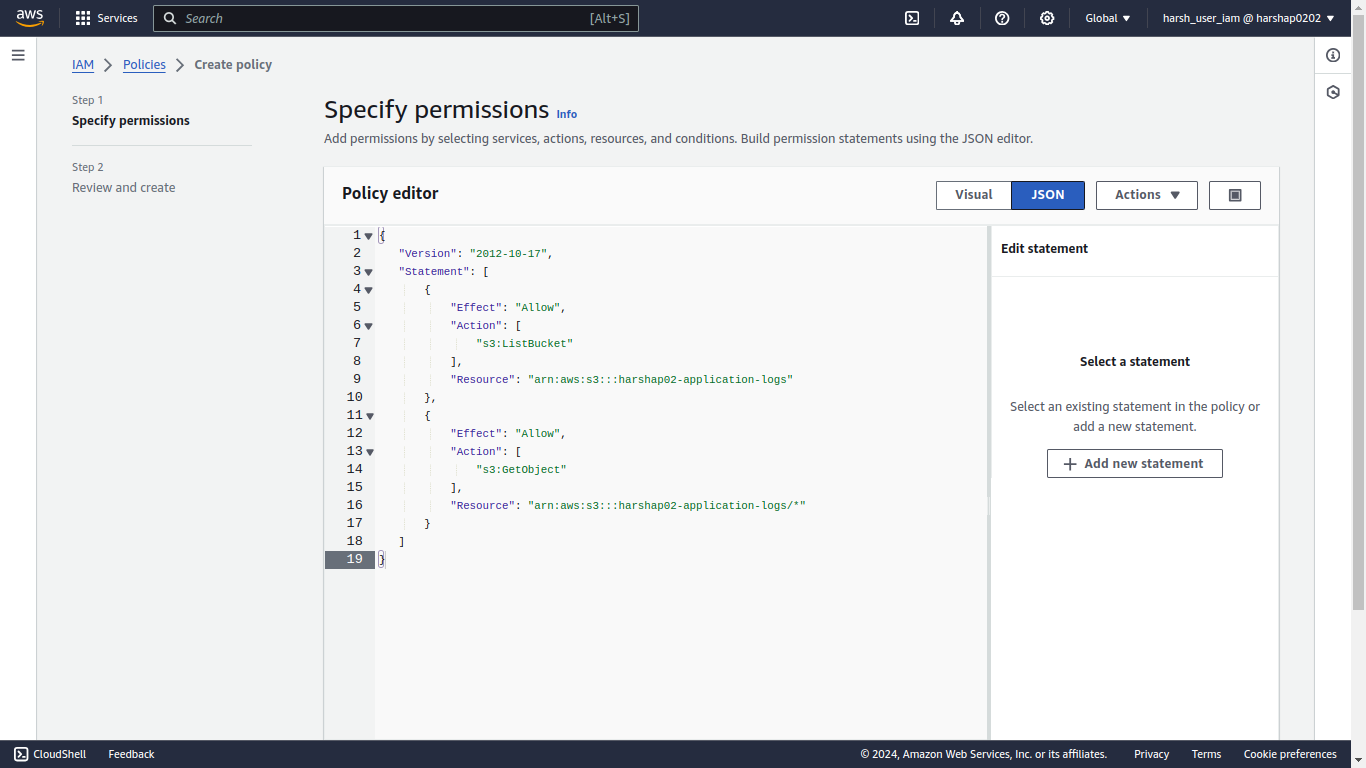 aws Services Search [Alt+S] Global harsh_user_iam @ harshap0202
IAM > Policies > Create policy
Step 1
Specify permissions
Step 2
Review and create
Specify permissions Info
Add permissions by selecting services, actions, resources, and conditions. Build permission statements using the JSON editor.
Policy editor Visual JSON Actions
1 {
2 "Version": "2012-10-17",
3 "Statement": [
4 {
5 "Effect": "Allow",
6 "Action": [
7 "s3:ListBucket"
8 ],
9 "Resource": "arn:aws:s3:::harshap02-application-logs"
10 },
11 {
12 "Effect": "Allow",
13 "Action": [
14 "s3:GetObject"
15 ],
16 "Resource": "arn:aws:s3:::harshap02-application-logs/*"
17 }
18 ]
19 }
Edit statement
Select a statement
Select an existing statement in the policy or
add a new statement.
+ Add new statement
CloudShell Feedback © 2024, Amazon Web Services, Inc. or its affiliates. Privacy Terms Cookie preferences